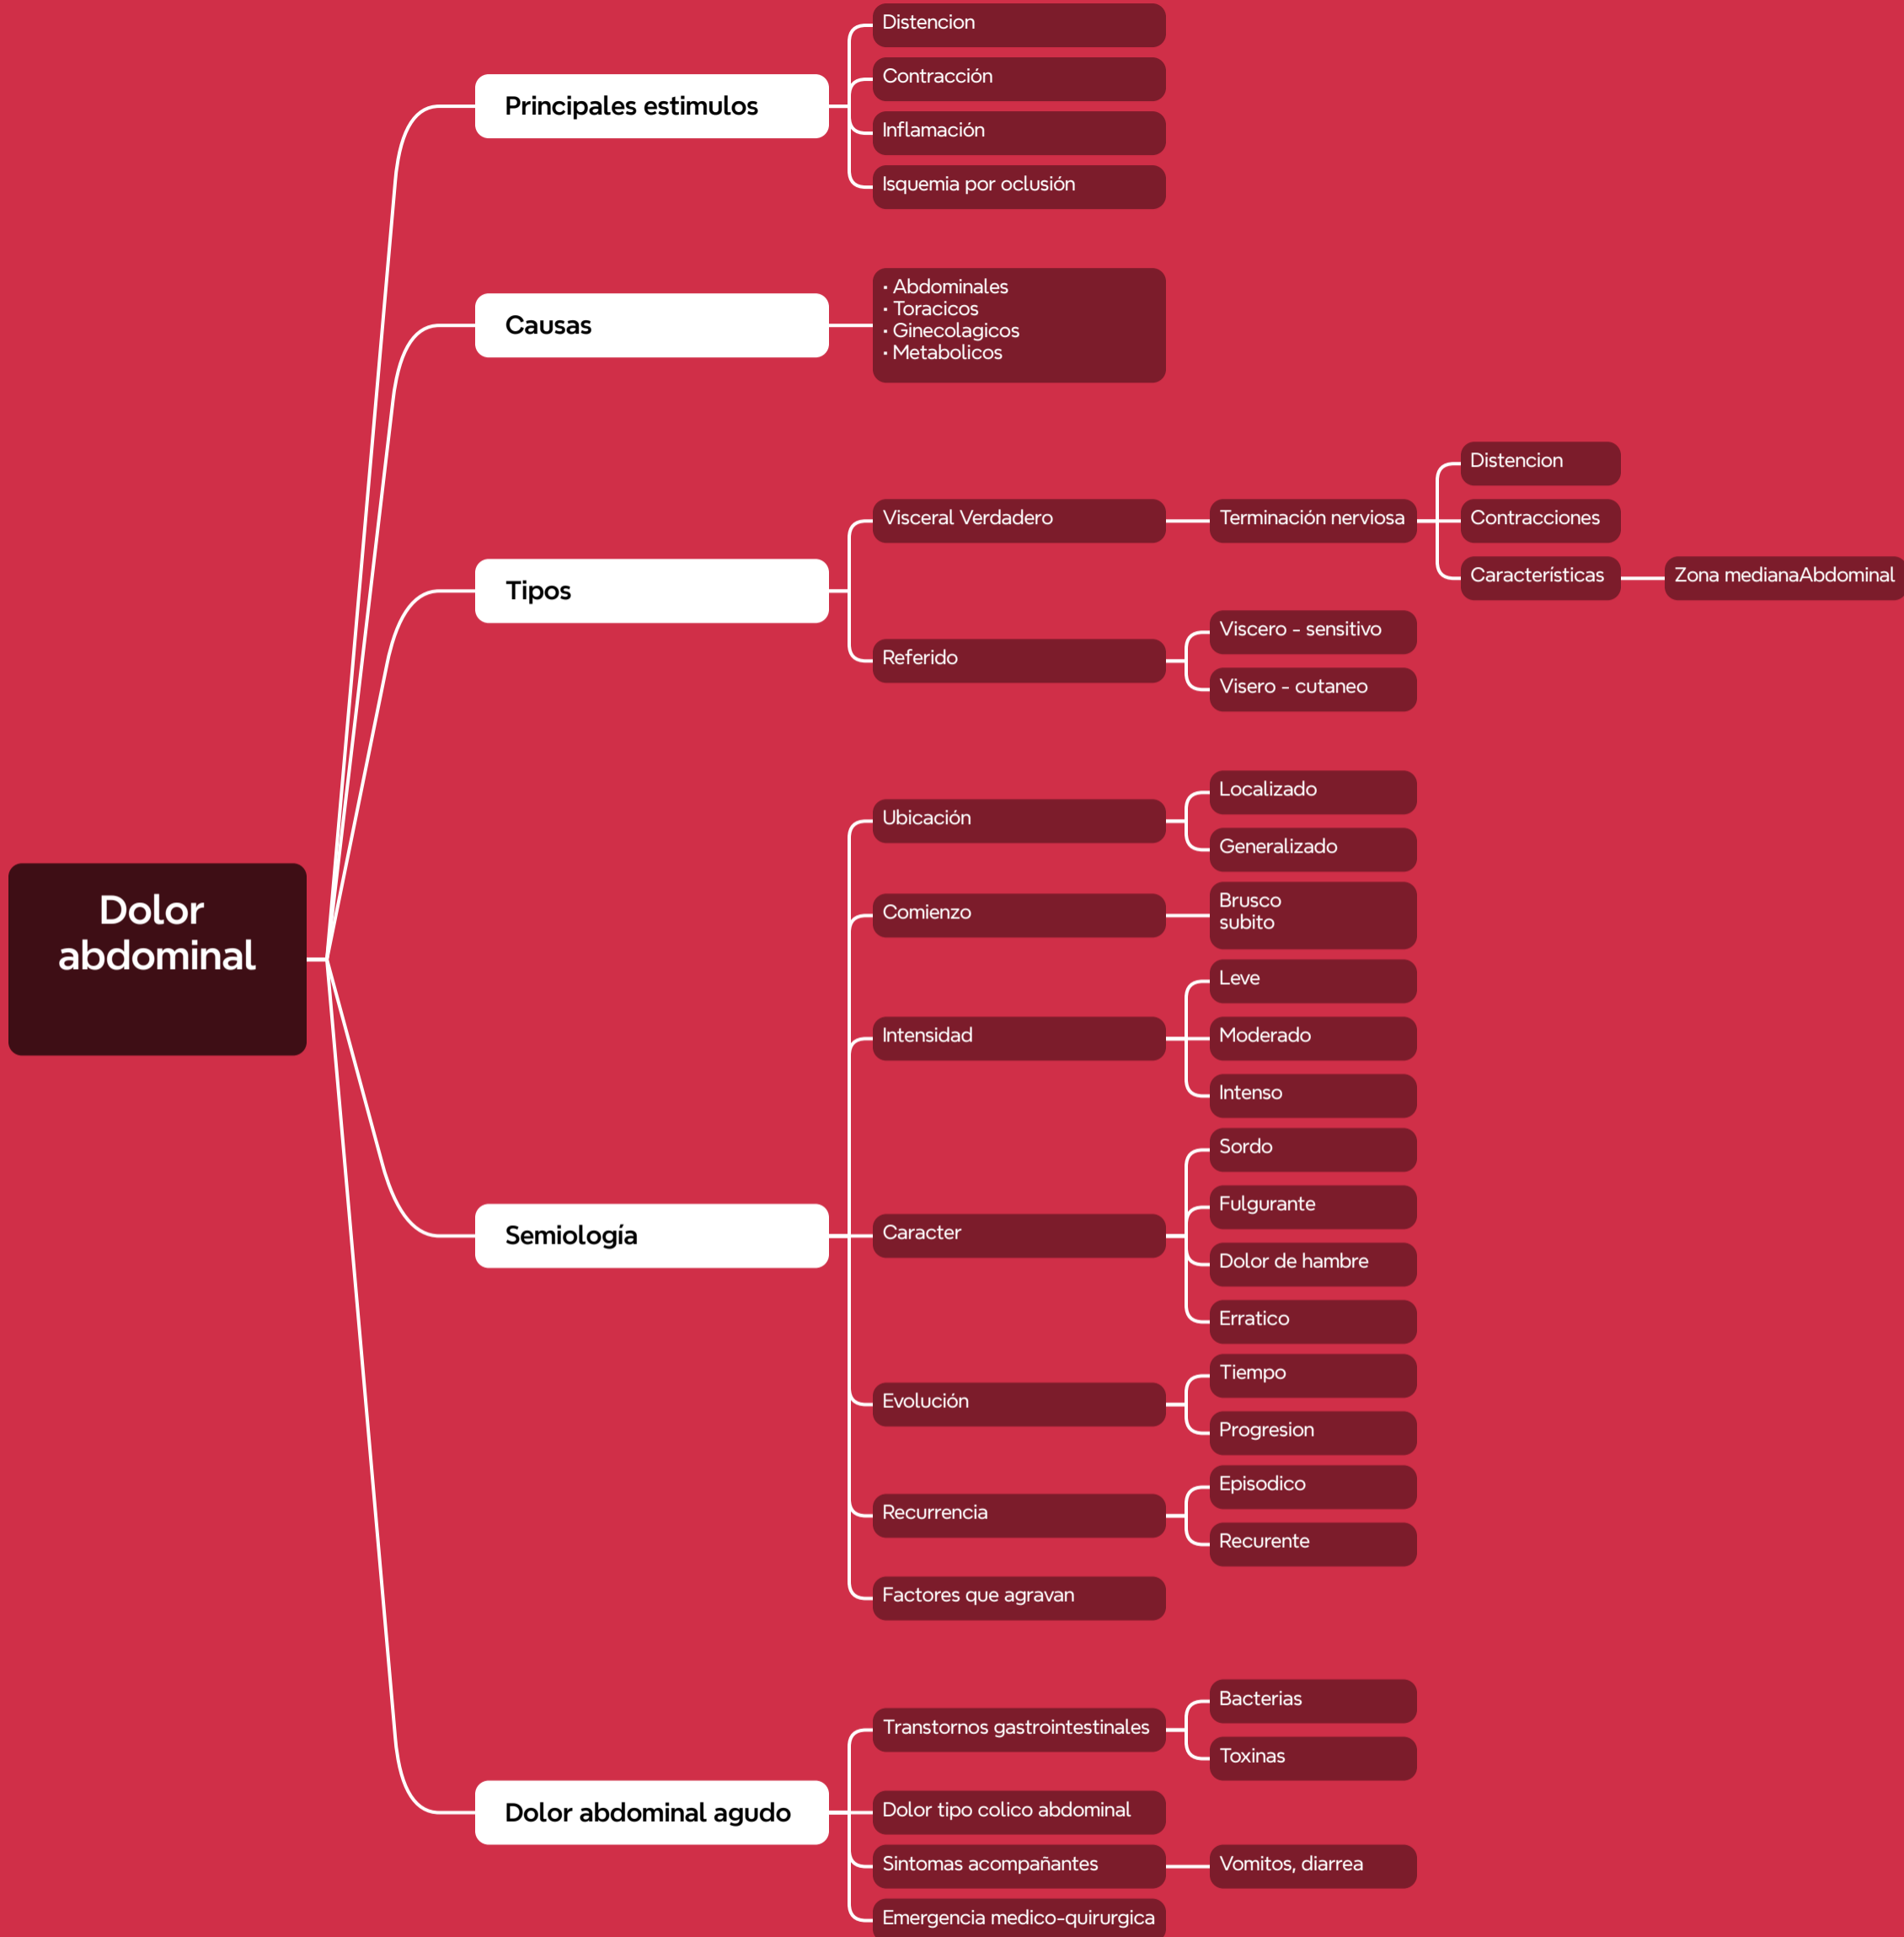 Dolor
abdominal
Principales estimulos
Distencion
Contracción
Inflamación
Isquemia por oclusión
Causas
· Abdominales
· Toracicos
· Ginecolagicos
· Metabolicos
Tipos
Visceral Verdadero
Terminación nerviosa
Distencion
Contracciones
Características
Zona medianaAbdominal
Referido
Viscero - sensitivo
Visero - cutaneo
Semiología
Ubicación
Localizado
Generalizado
Comienzo
Brusco
subito
Intensidad
Leve
Moderado
Intenso
Caracter
Sordo
Fulgurante
Dolor de hambre
Erratico
Evolución
Tiempo
Progresion
Recurrencia
Episodico
Recurente
Factores que agravan
Dolor abdominal agudo
Transtornos gastrointestinales
Bacterias
Toxinas
Dolor tipo colico abdominal
Sintomas acompañantes
Vomitos, diarrea
Emergencia medico-quirurgica